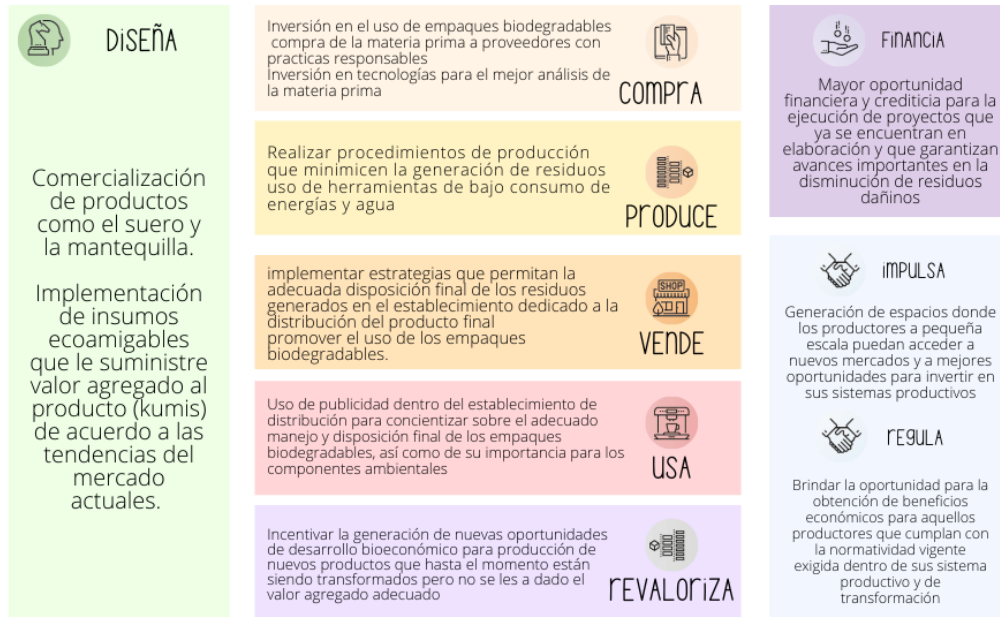 DISEÑA
Comercialización
de productos
como el suero y
la mantequilla.
Implementación
de insumos
ecoamigables
que le suministre
valor agregado al
producto (kumis)
de acuerdo a las
tendencias del
mercado
actuales.
Inversión en el uso de empaques biodegradables
compra de la materia prima a proveedores con
practicas responsables
Inversión en tecnologías para el mejor análisis de
la materia prima
COMPRA
Realizar procedimientos de producción
que minimicen la generación de residuos
uso de herramientas de bajo consumo de
energías y agua
PRODUCE
implementar estrategias que permitan la
adecuada disposición final de los residuos
generados en el establecimiento dedicado a la
distribución del producto final
promover el uso de los empaques
biodegradables.
SHOP
VENDE
Uso de publicidad dentro del establecimiento de
distribución para concientizar sobre el adecuado
manejo y disposición final de los empaques
biodegradables, así como de su importancia para los
componentes ambientales
USA
Incentivar la generación de nuevas oportunidades
de desarrollo bioeconómico para producción de
nuevos productos que hasta el momento están
siendo transformados pero no se les a dado el
valor agregado adecuado
REVALORIZA
FINANCIA
Mayor oportunidad
financiera y crediticia para la
ejecución de proyectos que
ya se encuentran en
elaboración y que garantizan
avances importantes en la
disminución de residuos
dañinos
IMPULSA
Generación de espacios donde
los productores a pequeña
escala puedan acceder a
nuevos mercados y a mejores
oportunidades para invertir en
sus sistemas productivos
REGULA
Brindar la oportunidad para la
obtención de beneficios
económicos para aquellos
productores que cumplan con
la normatividad vigente
exigida dentro de sus sistema
productivo y de
transformación